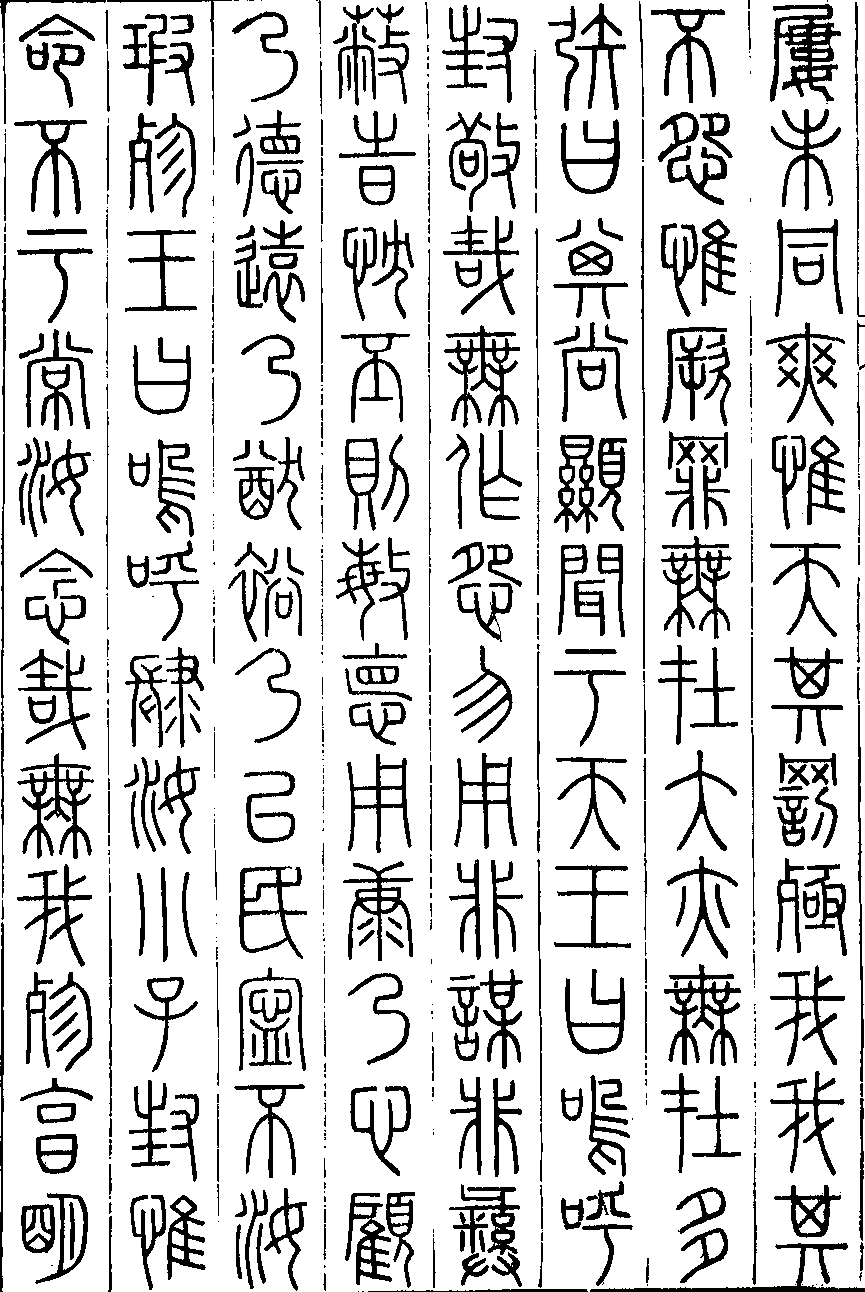 屢未同爽惟天其罰殛我我其
不怨惟厥罪無在大亦無在多
矧曰其尚顯聞于天王曰嗚呼
封敬哉無作怨勿用非謀非彝
蔽旹忱丕則敏悳用康乃心顧
乃德遠乃猷裕乃以民寧不汝
瑕殄王曰嗚呼肆汝小子封惟
命不于常汝念哉無我殄享明